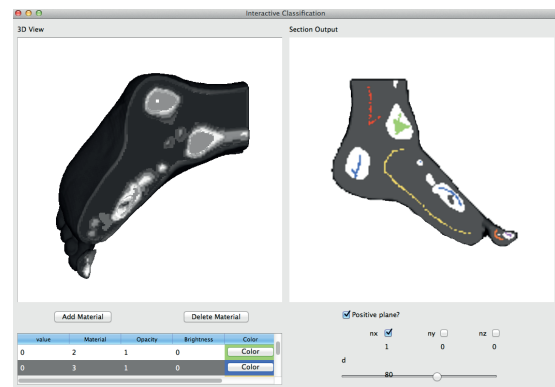 Interactive Classification
3D View
Section Output
Add Material
Delete Material
value Material Opacity Brightness Color
0 2 1 0 Color
0 3 1 0 Color
Positive plane?
nx ny nz
1 0 0
d
80